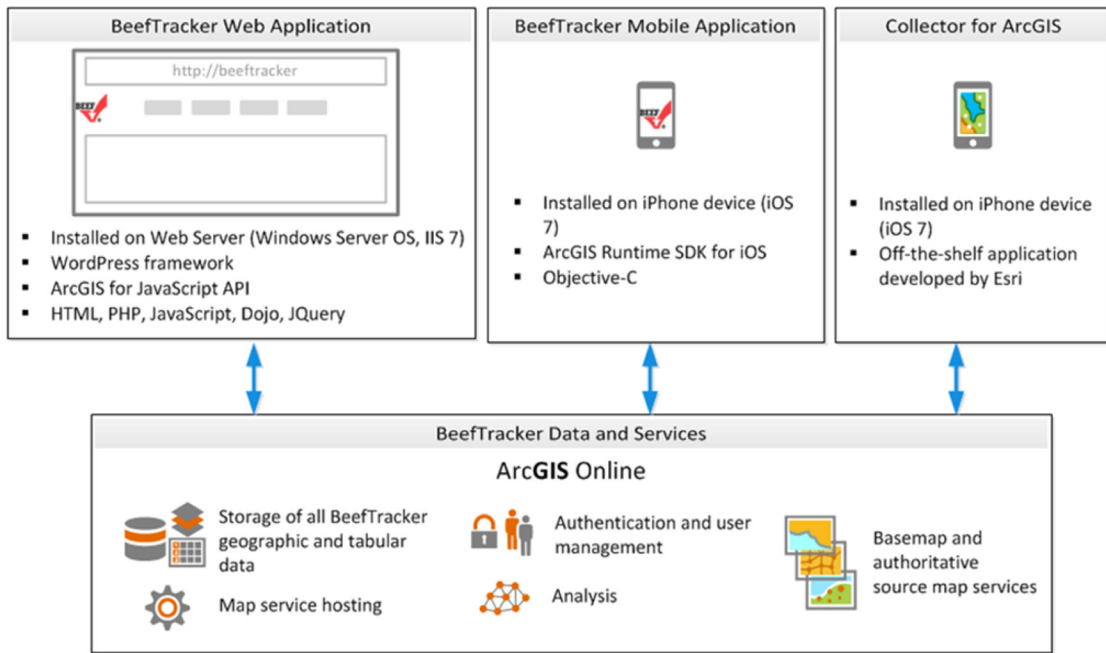 BeefTracker Web Application
http://beeftracker
BEEF
▪ Installed on Web Server (Windows Server OS, IIS 7)
▪ WordPress framework
▪ ArcGIS for JavaScript API
▪ HTML, PHP, JavaScript, Dojo, JQuery
BeefTracker Mobile Application
BEEF
▪ Installed on iPhone device (iOS
7)
▪ ArcGIS Runtime SDK for iOS
▪ Objective-C
Collector for ArcGIS
▪ Installed on iPhone device
(iOS 7)
▪ Off-the-shelf application
developed by Esri
BeefTracker Data and Services
ArcGIS Online
Storage of all BeefTracker
geographic and tabular
data
Map service hosting
Authentication and user
management
Analysis
Basemap and
authoritative
source map services